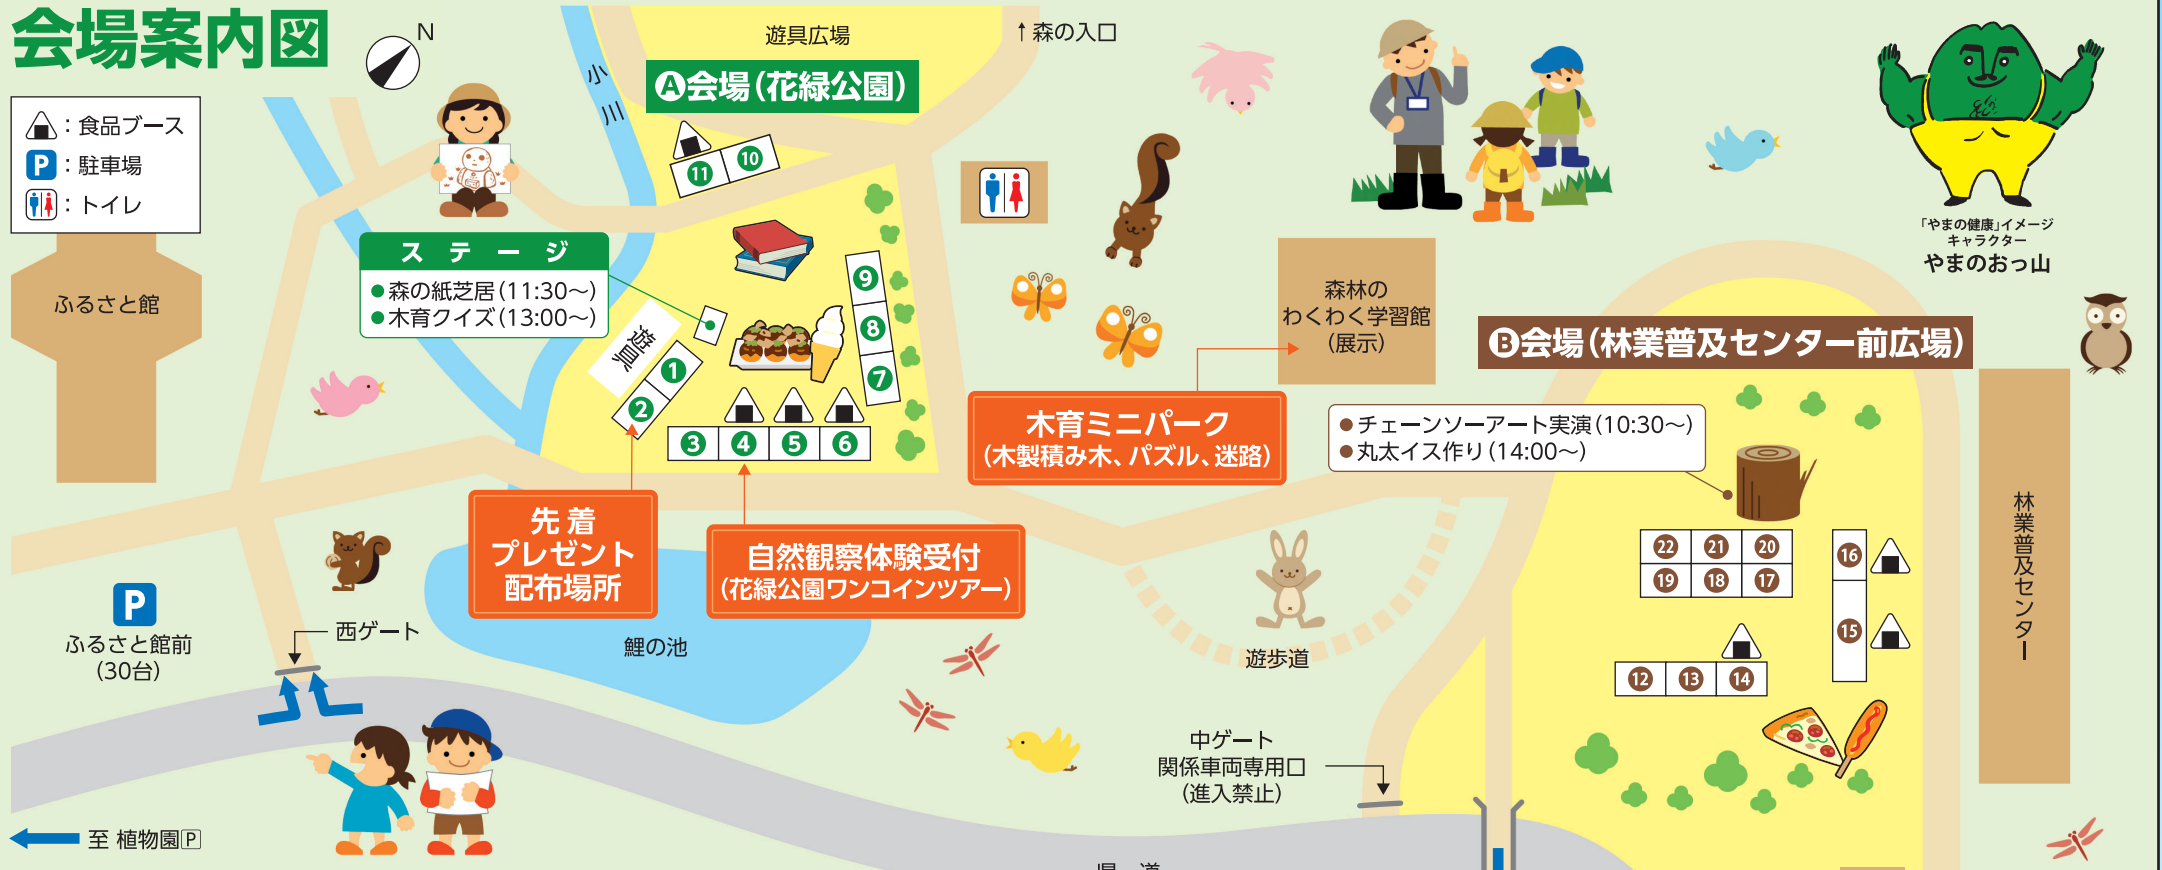 会場案内図
N
：食品ブース
P：駐車場
：トイレ
ふるさと館
小川
遊具広場
↑森の入口
A会場（花緑公園）
11
10
ステージ
●森の紙芝居（11:30〜）
●木育クイズ（13:00〜）
遊具
1
2
3
4
5
6
7
8
9
先着
プレゼント
配布場所
自然観察体験受付
（花緑公園ワンコインツアー）
木育ミニパーク
（木製積み木、パズル、迷路）
森林の
わくわく学習館
（展示）
「やまの健康」イメージ
キャラクター
やまのおっ山
B会場（林業普及センター前広場）
●チェーンソーアート実演（10:30〜）
●丸太イス作り（14:00〜）
22
21
20
19
18
17
16
15
12
13
14
林業普及センター
P
ふるさと館前
（30台）
西ゲート
鯉の池
遊歩道
中ゲート
関係車両専用口
（進入禁止）
至 植物園P
県道